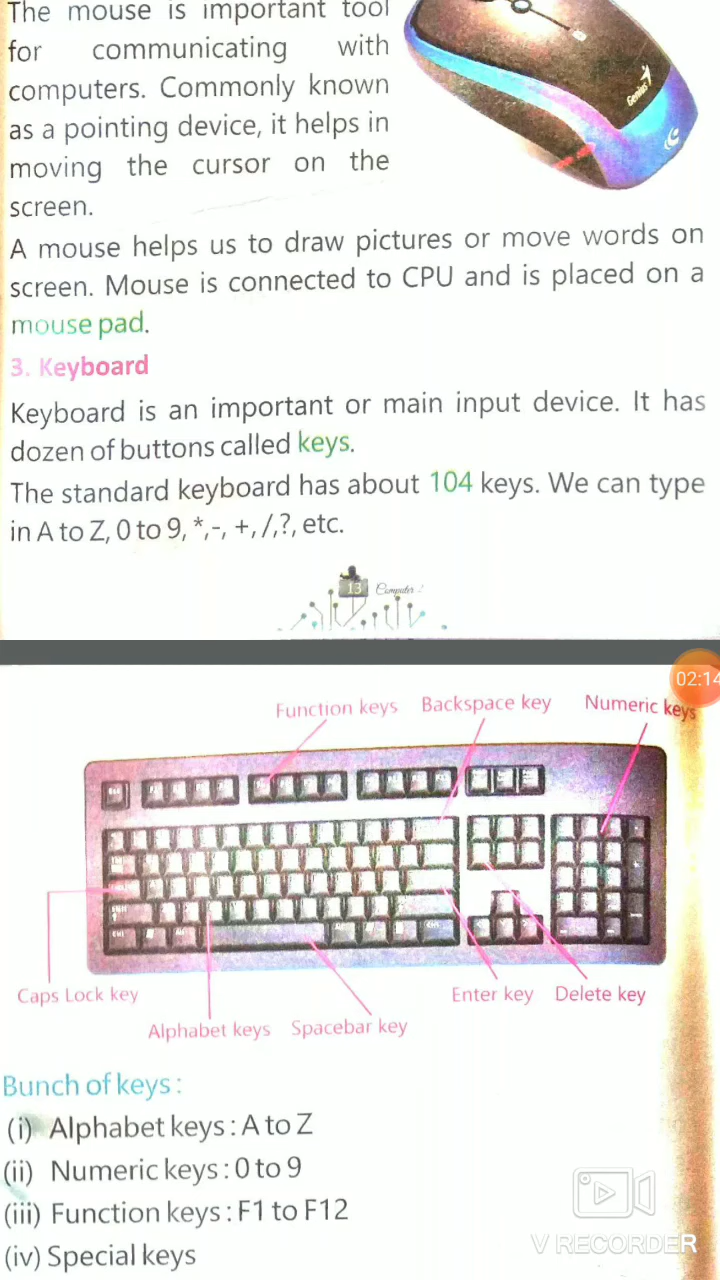 The mouse is important tool
for communicating with
computers. Commonly known
as a pointing device, it helps in
moving the cursor on the
screen.
Genius
A mouse helps us to draw pictures or move words on
screen. Mouse is connected to CPU and is placed on a
mouse pad.
3. Keyboard
Keyboard is an important or main input device. It has
dozen of buttons called keys.
The standard keyboard has about 104 keys. We can type
in A to Z, 0 to 9, *,-, +, /,?, etc.
13 Computer
02:14
Function keys Backspace key Numeric keys
Caps Lock key
Enter key Delete key
Alphabet keys Spacebar key
Bunch of keys :
(i) Alphabet keys : A to Z
(ii) Numeric keys : 0 to 9
(iii) Function keys : F1 to F12
(iv) Special keys
V RECORDER